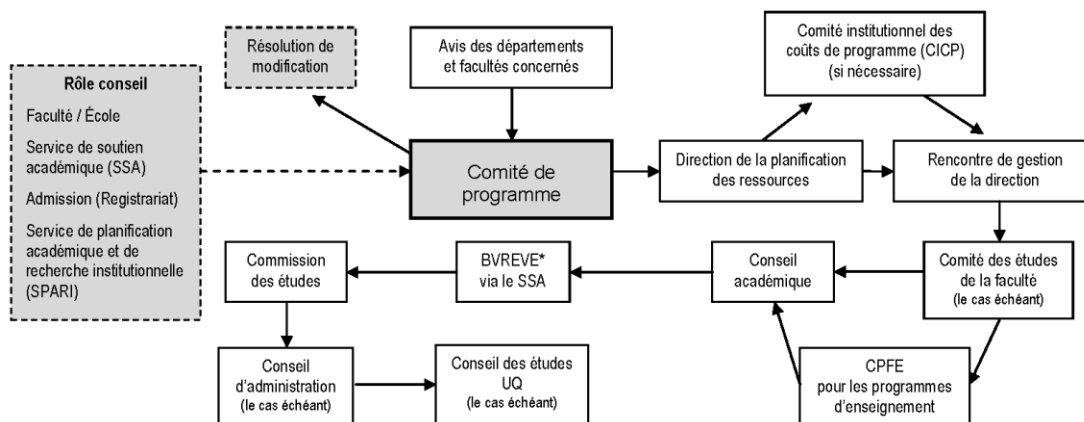 Rôle conseil
Faculté / École
Service de soutien
académique (SSA)
Admission (Registrariat)
Service de planification
académique et de
recherche institutionnelle
(SPARI)
Résolution de
modification
Avis des départements
et facultés concernés
Comité institutionnel des
coûts de programme (CICP)
(si nécessaire)
Comité de
programme
Direction de la planification
des ressources
Rencontre de gestion
de la direction
Commission
des études
BVREVE*
via le SSA
Conseil
académique
Comité des études
de la faculté
(le cas échéant)
Conseil
d'administration
(le cas échéant)
Conseil des études
UQ
(le cas échéant)
CPFE
pour les programmes
d'enseignement